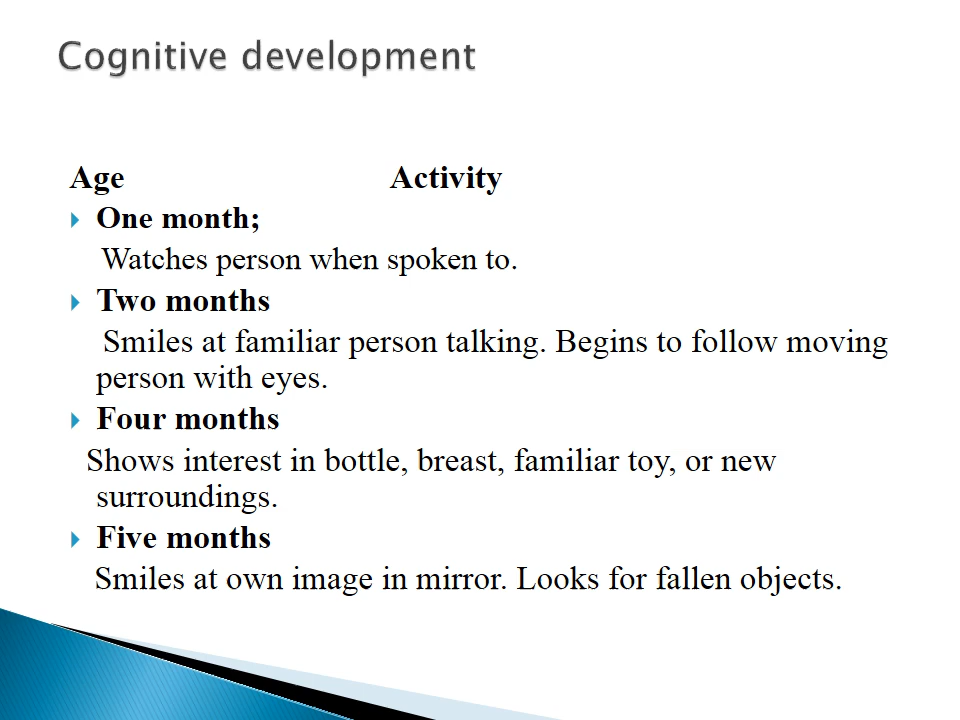 Cognitive development
Age Activity
One month;
Watches person when spoken to.
Two months
Smiles at familiar person talking. Begins to follow moving
person with eyes.
Four months
Shows interest in bottle, breast, familiar toy, or new
surroundings.
Five months
Smiles at own image in mirror. Looks for fallen objects.